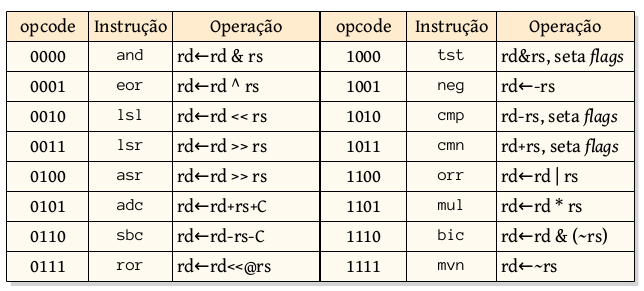 opcode Instrução Operação opcode Instrução Operação
0000 and rd←rd & rs 1000 tst rd&rs, seta flags
0001 eor rd←rd ^ rs 1001 neg rd←-rs
0010 lsl rd←rd << rs 1010 cmp rd-rs, seta flags
0011 lsr rd←rd >> rs 1011 cmn rd+rs, seta flags
0100 asr rd←rd >> rs 1100 orr rd←rd | rs
0101 adc rd←rd+rs+C 1101 mul rd←rd * rs
0110 sbc rd←rd-rs-C 1110 bic rd←rd & (~rs)
0111 ror rd←rd<<@rs 1111 mvn rd←~rs